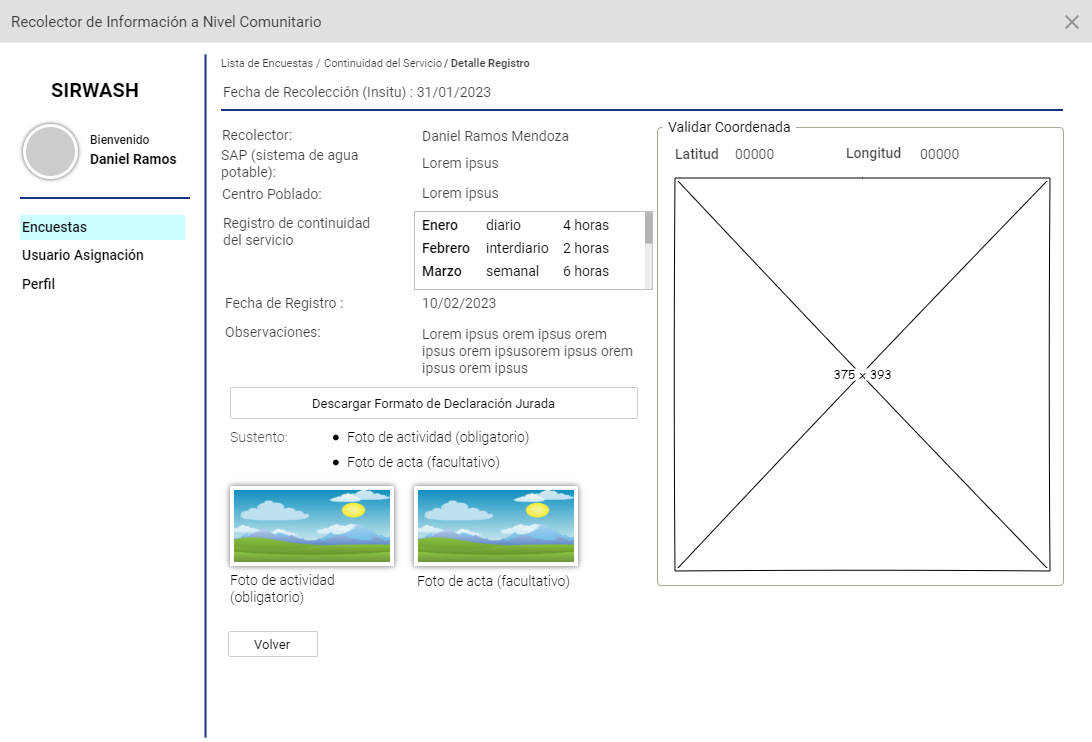 Recolector de Información a Nivel Comunitario
SIRWASH
Bienvenido
Daniel Ramos
Encuestas
Usuario Asignación
Perfil
Lista de Encuestas / Continuidad del Servicio / Detalle Registro
Fecha de Recolección (Insitu) : 31/01/2023
Recolector: Daniel Ramos Mendoza
SAP (sistema de agua
potable): Lorem ipsus
Centro Poblado: Lorem ipsus
Registro de continuidad
del servicio
Enero diario 4 horas
Febrero interdiario 2 horas
Marzo semanal 6 horas
Fecha de Registro : 10/02/2023
Observaciones: Lorem ipsus orem ipsus orem
ipsus orem ipsusorem ipsus orem
ipsus orem ipsus
Descargar Formato de Declaración Jurada
Sustento:
• Foto de actividad (obligatorio)
• Foto de acta (facultativo)
Foto de actividad
(obligatorio)
Foto de acta (facultativo)
Volver
Validar Coordenada
Latitud 00000 Longitud 00000
375 × 393